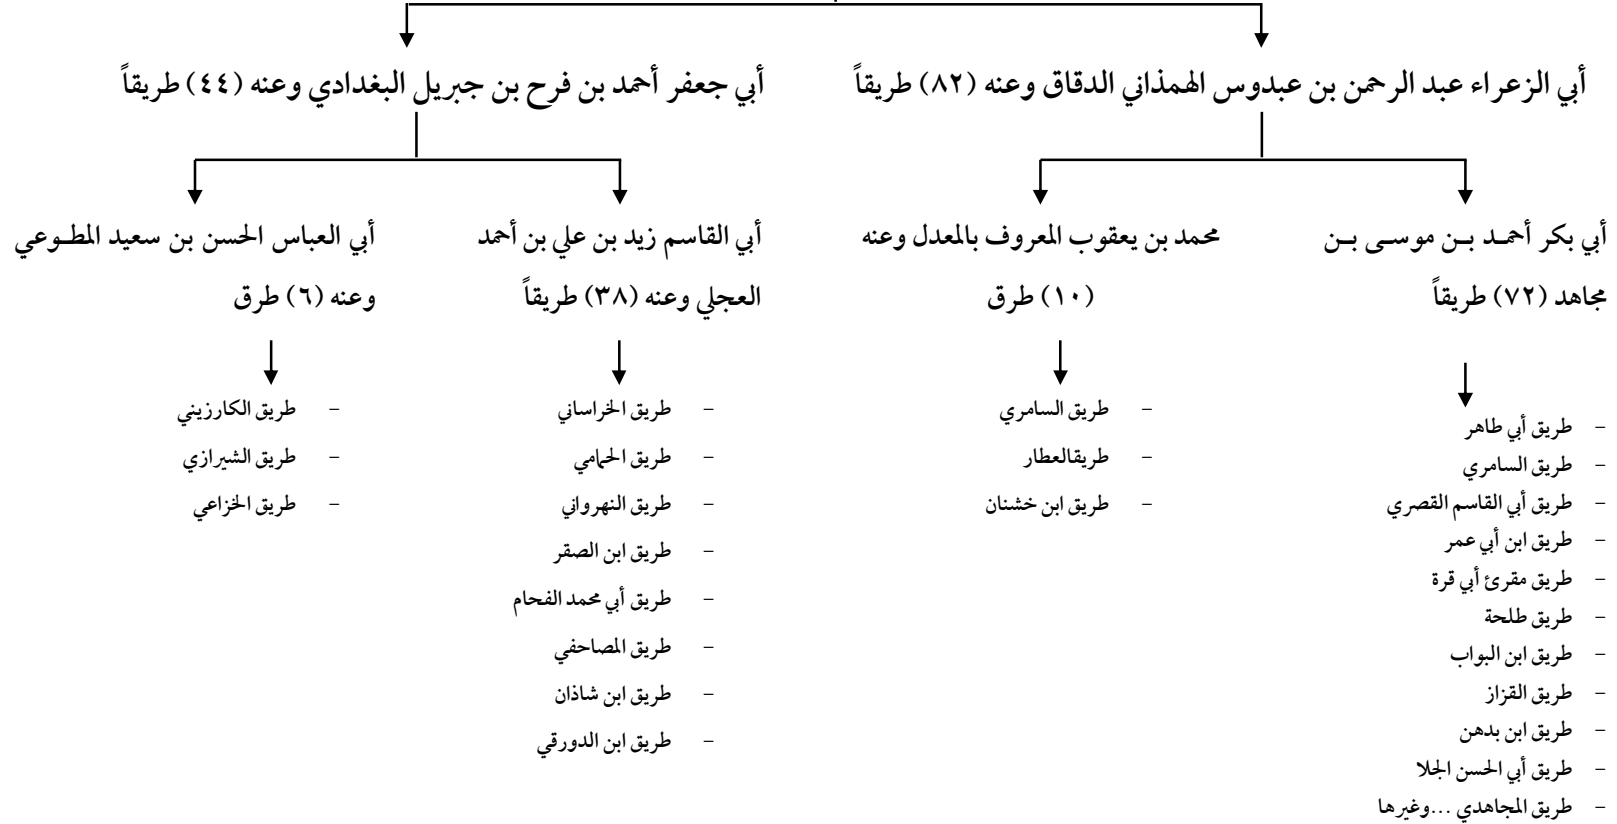 أبي الزعراء عبد الرحمن بن عبدوس الهمذاني الدقاق وعنه (٨٢) طريقاً
أبي جعفر أحمد بن فرح بن جبريل البغدادي وعنه (٤٤) طريقاً
أبي بكر أحمـد بـن موسـى بـن
مجاهد (٧٢) طريقاً
- طريق أبي طاهر
- طريق السامري
- طريق أبي القاسم القصري
- طريق ابن أبي عمر
- طريق مقرئ أبي قرة
- طريق طلحة
- طريق ابن البواب
- طريق القزاز
- طريق ابن بدهن
- طريق أبي الحسن الجلا
- طريق المجاهدي ...وغيرها
محمد بن يعقوب المعروف بالمعدل وعنه
(١٠) طرق
- طريق السامري
- طريقالعطار
- طريق ابن خشنان
أبي القاسم زيد بن علي بن أحمد
العجلي وعنه (٣٨) طريقاً
- طريق الخراساني
- طريق الحمامي
- طريق النهرواني
- طريق ابن الصقر
- طريق أبي محمد الفحام
- طريق المصاحفي
- طريق ابن شاذان
- طريق ابن الدورقي
أبي العباس الحسن بن سعيد المطـوعي
وعنه (٦) طرق
- طريق الكارزيني
- طريق الشيرازي
- طريق الخزاعي